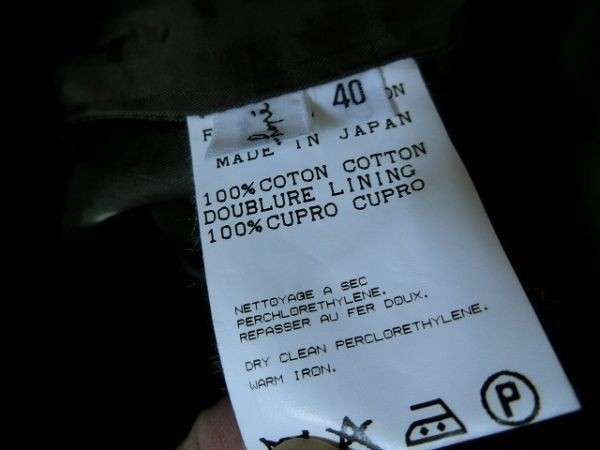 40
F ON
MADE IN JAPAN
100% COTON COTTON
DOUBLURE LINING
100% CUPRO CUPRO
NETTOYAGE A SEC
PERCHLORETHYLENE.
REPASSER AU FER DOUX.
DRY CLEAN PERCLORETHYLENE.
WARM IRON.
P